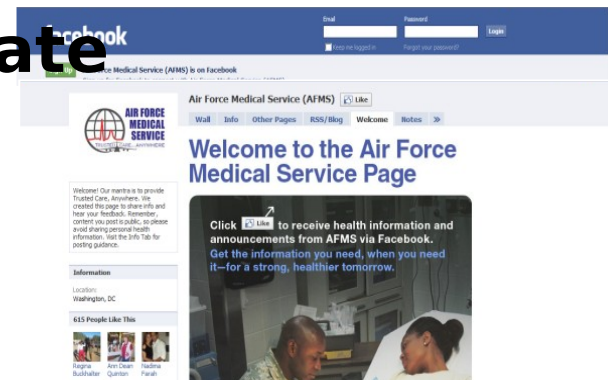 ate
facebook
Email
Password
Keep me logged in
Forgot your password?
Login
Sign Up
Air Force Medical Service (AFMS) is on Facebook
Air Force Medical Service (AFMS)
Like
Wall Info Other Pages RSS/Blog Welcome Notes »
AIR FORCE
MEDICAL
SERVICE
TRUSTED CARE... ANYWHERE
Welcome to the Air Force
Medical Service Page
Welcome! Our mantra is to provide
Trusted Care, Anywhere. We
created this page to share info and
hear your feedback. Remember,
content you post is public, so please
avoid sharing personal health
information. Visit the Info Tab for
posting guidance.
Click Like to receive health information and
announcements from AFMS via Facebook.
Get the information you need, when you need
it—for a strong, healthier tomorrow.
Information
Location:
Washington, DC
615 People Like This
Regina
Buckhalter
Ann Dean
Quinton
Nadima
Farah